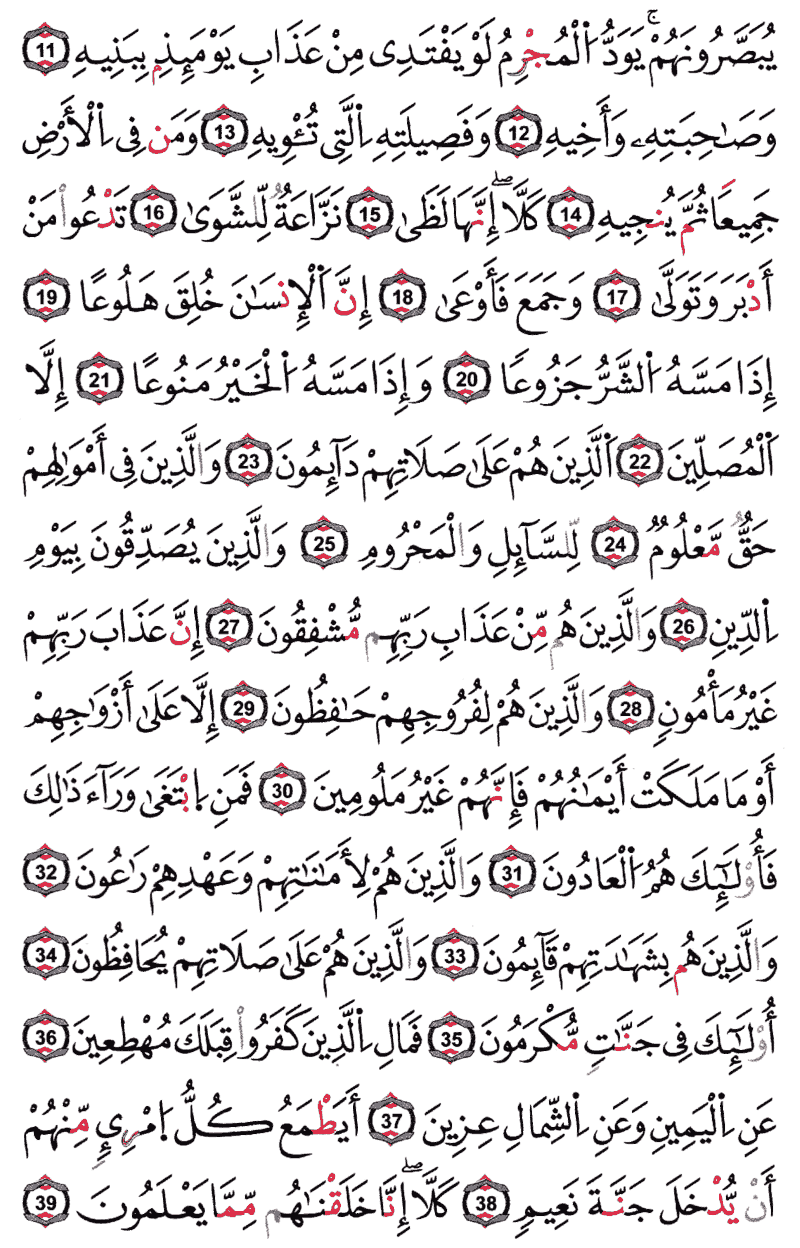 يُبَصَّرُونَهُمْ ۚ يَوَدُّ ٱلْمُجْرِمُ لَوْ يَفْتَدِى مِنْ عَذَابِ يَوْمَئِذٍۭ بِبَنِيهِ 11
وَصَـٰحِبَتِهِۦ وَأَخِيهِ 12 وَفَصِيلَتِهِ ٱلَّتِى تُـْٔوِيهِ 13 وَمَن فِى ٱلْأَرْضِ
جَمِيعًا ثُمَّ يُنجِيهِ 14 كَلَّآ ۖ إِنَّهَا لَظَىٰ 15 نَزَّاعَةً لِّلشَّوَىٰ 16 تَدْعُوا۟ مَنْ
أَدْبَرَ وَتَوَلَّىٰ 17 وَجَمَعَ فَأَوْعَىٰٓ 18 إِنَّ ٱلْإِنسَـٰنَ خُلِقَ هَلُوعًا 19
إِذَا مَسَّهُ ٱلشَّرُّ جَزُوعًا 20 وَإِذَا مَسَّهُ ٱلْخَيْرُ مَنُوعًا 21 إِلَّا
ٱلْمُصَلِّينَ 22 ٱلَّذِينَ هُمْ عَلَىٰ صَلَاتِهِمْ دَآئِمُونَ 23 وَٱلَّذِينَ فِىٓ أَمْوَٰلِهِمْ
حَقٌّ مَّعْلُومٌ 24 لِّلسَّآئِلِ وَٱلْمَحْرُومِ 25 وَٱلَّذِينَ يُصَدِّقُونَ بِيَوْمِ
ٱلدِّينِ 26 وَٱلَّذِينَ هُم مِّنْ عَذَابِ رَبِّهِم مُّشْفِقُونَ 27 إِنَّ عَذَابَ رَبِّهِمْ
غَيْرُ مَأْمُونٍ 28 وَٱلَّذِينَ هُمْ لِفُرُوجِهِمْ حَـٰفِظُونَ 29 إِلَّا عَلَىٰٓ أَزْوَٰجِهِمْ
أَوْ مَا مَلَكَتْ أَيْمَـٰنُهُمْ فَإِنَّهُمْ غَيْرُ مَلُومِينَ 30 فَمَنِ ٱبْتَغَىٰ وَرَآءَ ذَٰلِكَ
فَأُو۟لَـٰٓئِكَ هُمُ ٱلْعَادُونَ 31 وَٱلَّذِينَ هُمْ لِأَمَـٰنَـٰتِهِمْ وَعَهْدِهِمْ رَٰعُونَ 32
وَٱلَّذِينَ هُم بِشَهَـٰدَتِهِمْ قَآئِمُونَ 33 وَٱلَّذِينَ هُمْ عَلَىٰ صَلَاتِهِمْ يُحَافِظُونَ 34
أُو۟لَـٰٓئِكَ فِى جَنَّـٰتٍ مُّكْرَمُونَ 35 فَمَالِ ٱلَّذِينَ كَفَرُوا۟ قِبَلَكَ مُهْطِعِينَ 36
عَنِ ٱلْيَمِينِ وَعَنِ ٱلشِّمَالِ عِزِينَ 37 أَيَطْمَعُ كُلُّ ٱمْرِئٍ مِّنْهُمْ
أَن يُدْخَلَ جَنَّةَ نَعِيمٍ 38 كَلَّآ ۖ إِنَّا خَلَقْنَـٰهُم مِّمَّا يَعْلَمُونَ 39